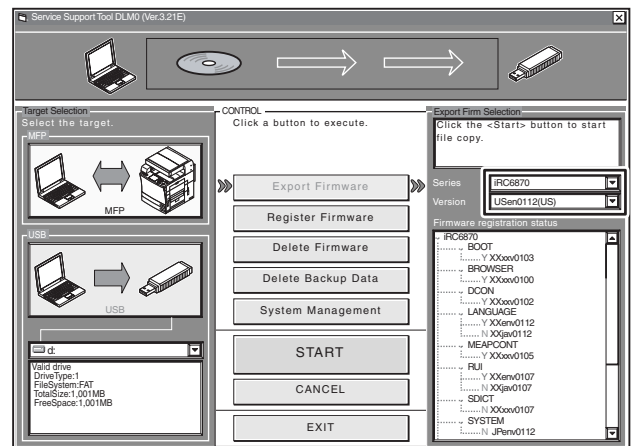 Service Support Tool DLM0 (Ver.3.21E)
Target Selection
Select the target.
MFP
MFP
USB
USB
d:
Valid drive
DriveType:1
FileSystem:FAT
TotalSize:1,001MB
FreeSpace:1,001MB
CONTROL
Click a button to execute.
Export Firmware
Register Firmware
Delete Firmware
Delete Backup Data
System Management
START
CANCEL
EXIT
Export Firm Selection
Click the <Start> button to start
file copy.
Series iRC6870
Version USen0112(US)
Firmware registration status
iRC6870
BOOT
Y XXxxv0103
BROWSER
Y XXxxv0100
DCON
Y XXxxv0102
LANGUAGE
Y XXenv0112
N XXjav0112
MEAPCONT
Y XXxxv0105
RUI
Y XXenv0107
N XXjav0107
SDICT
N XXxxv0107
SYSTEM
N JPenv0112